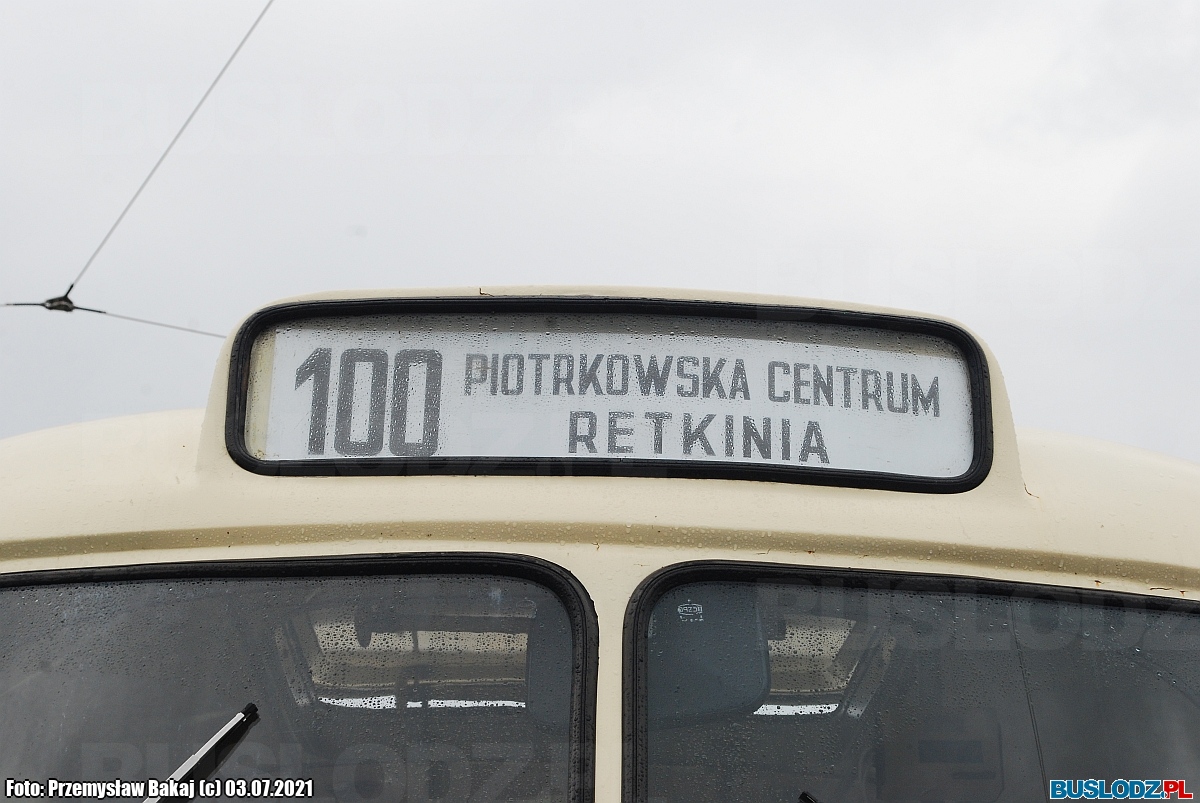 100 PIOTRKOWSKA CENTRUM
RETKINIA
Foto: Przemysław Bakaj (c) 03.07.2021
BUSLODZ.PL